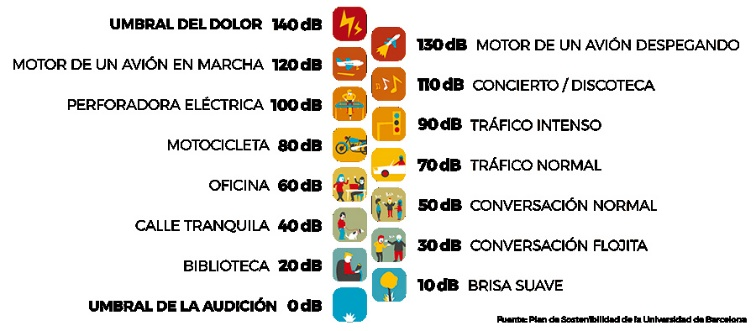 UMBRAL DEL DOLOR 140 dB
130 dB MOTOR DE UN AVIÓN DESPEGANDO
MOTOR DE UN AVIÓN EN MARCHA 120 dB
110 dB CONCIERTO / DISCOTECA
PERFORADORA ELÉCTRICA 100 dB
90 dB TRÁFICO INTENSO
MOTOCICLETA 80 dB
70 dB TRÁFICO NORMAL
OFICINA 60 dB
50 dB CONVERSACIÓN NORMAL
CALLE TRANQUILA 40 dB
30 dB CONVERSACIÓN FLOJITA
BIBLIOTECA 20 dB
10 dB BRISA SUAVE
UMBRAL DE LA AUDICIÓN 0 dB
Fuente: Plan de Sostenibilidad de la Universidad de Barcelona